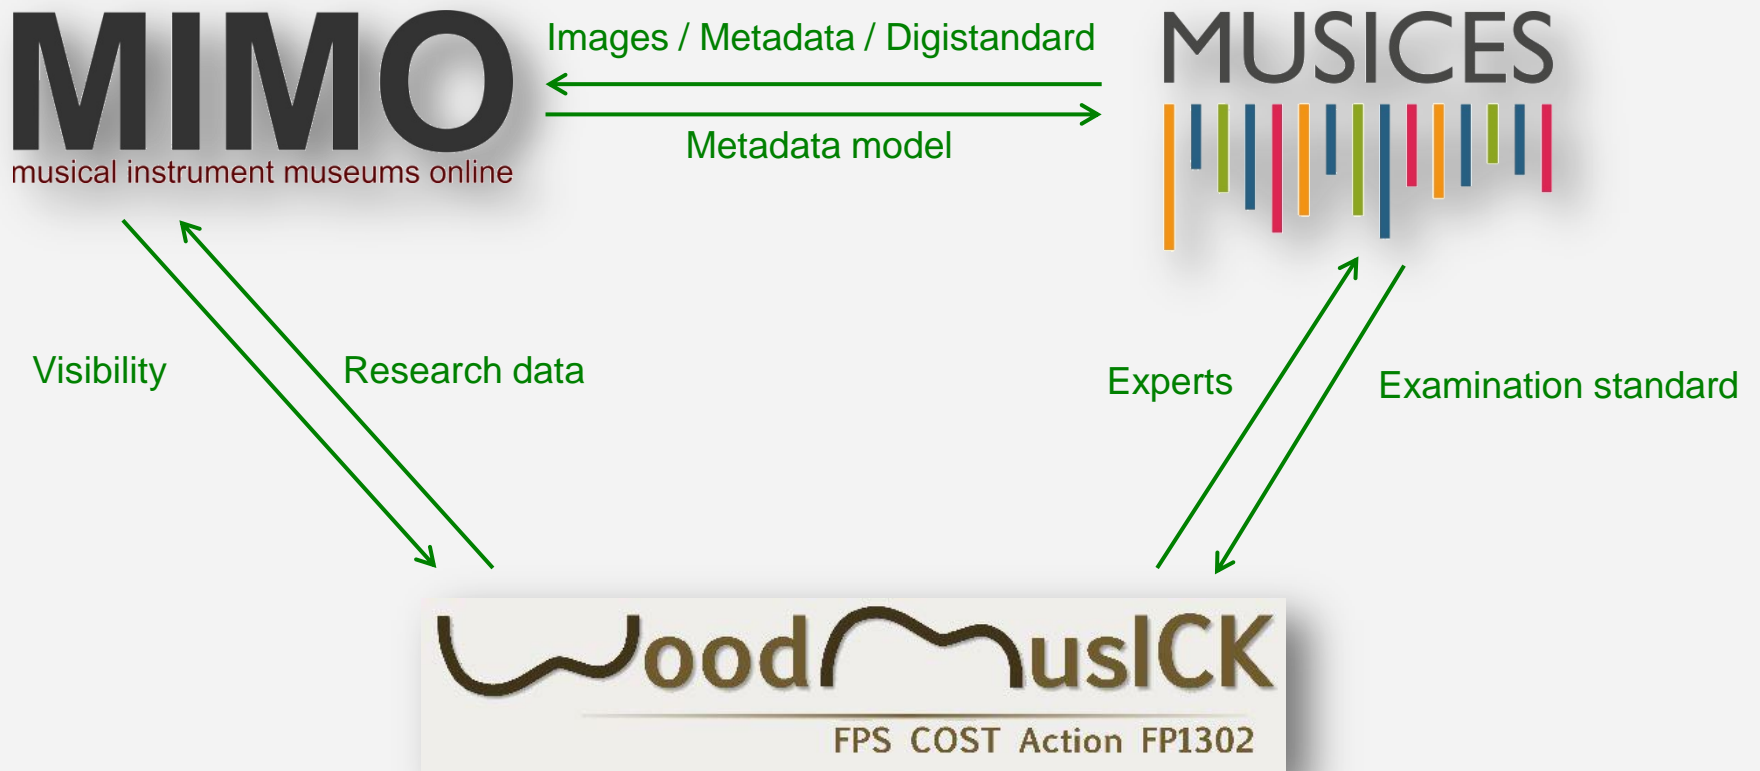 MIMO
musical instrument museums online
Images / Metadata / Digistandard
Metadata model
MUSICES
Visibility
Research data
Experts
Examination standard
WoodMusICK
FPS COST Action FP1302